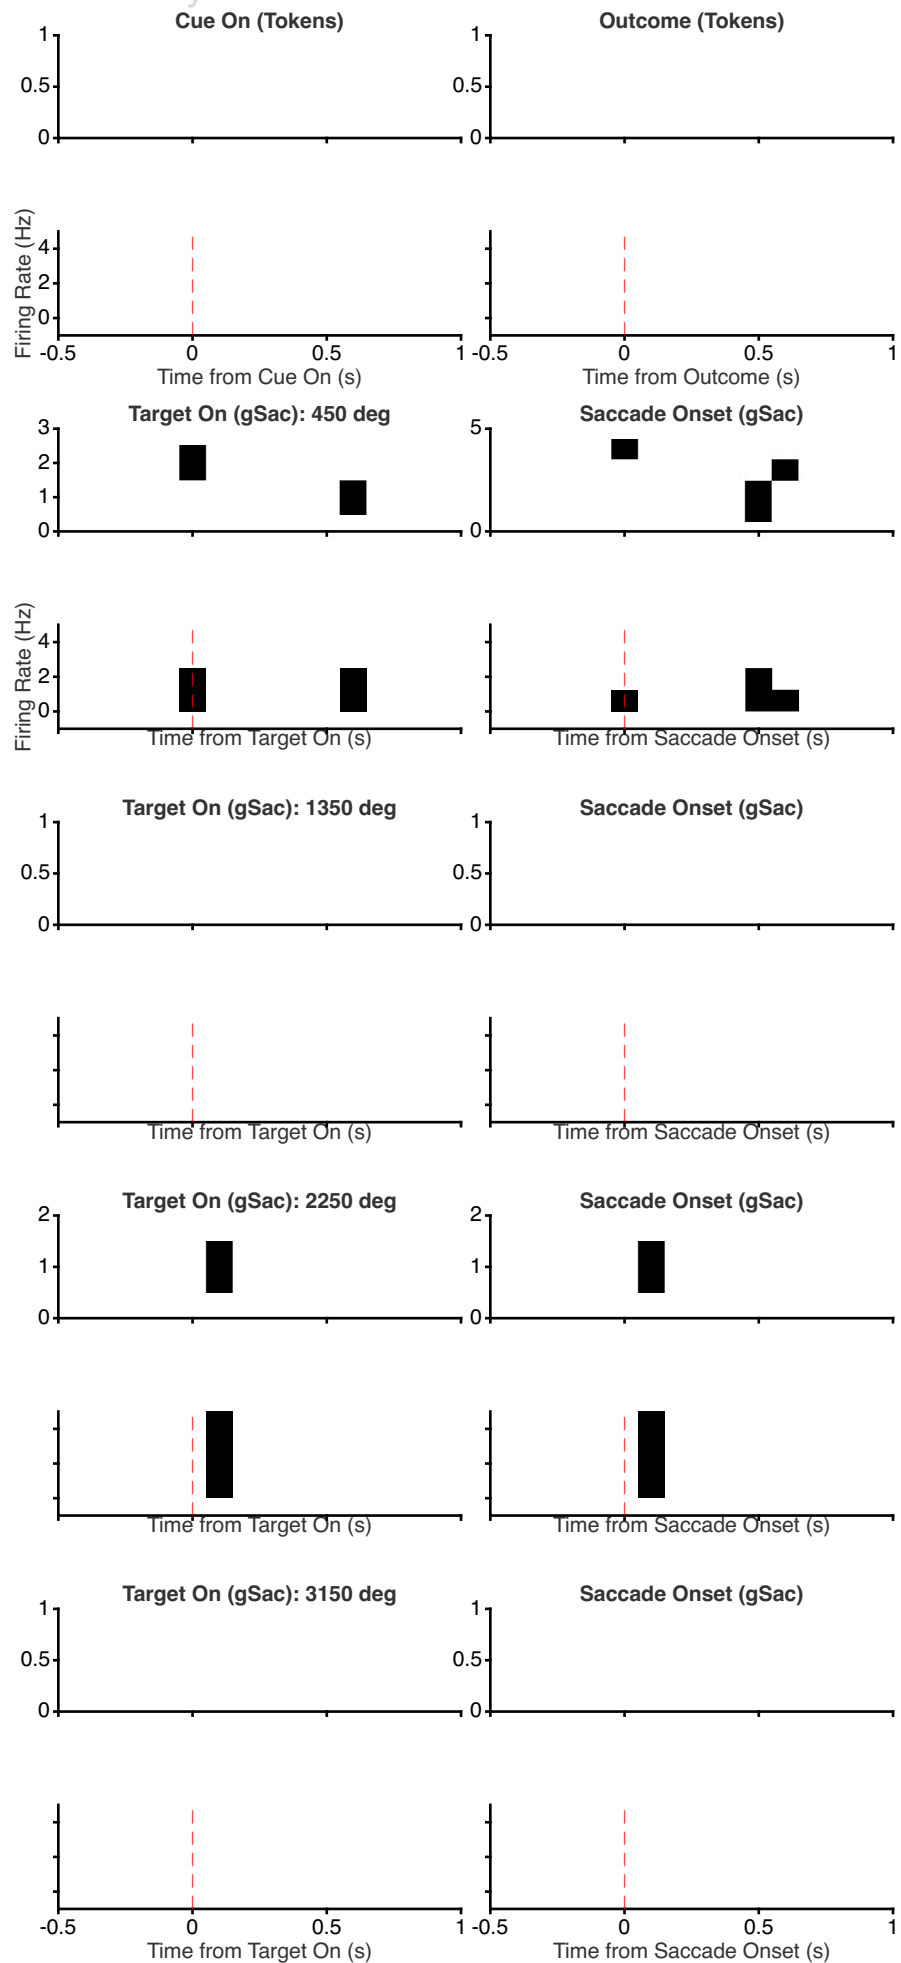 Cue On (Tokens) Outcome (Tokens)
1 1
0.5 0.5
0 0
Firing Rate (Hz)
4
2
0
-0.5 0 0.5 1 -0.5 0 0.5 1
Time from Cue On (s) Time from Outcome (s)
Target On (gSac): 450 deg Saccade Onset (gSac)
3 5
2
1
0 0
Firing Rate (Hz)
4
2
0
Time from Target On (s) Time from Saccade Onset (s)
Target On (gSac): 1350 deg Saccade Onset (gSac)
1 1
0.5 0.5
0 0
Time from Target On (s) Time from Saccade Onset (s)
Target On (gSac): 2250 deg Saccade Onset (gSac)
2 2
1 1
0 0
Time from Target On (s) Time from Saccade Onset (s)
Target On (gSac): 3150 deg Saccade Onset (gSac)
1 1
0.5 0.5
0 0
-0.5 0 0.5 1 -0.5 0 0.5 1
Time from Target On (s) Time from Saccade Onset (s)